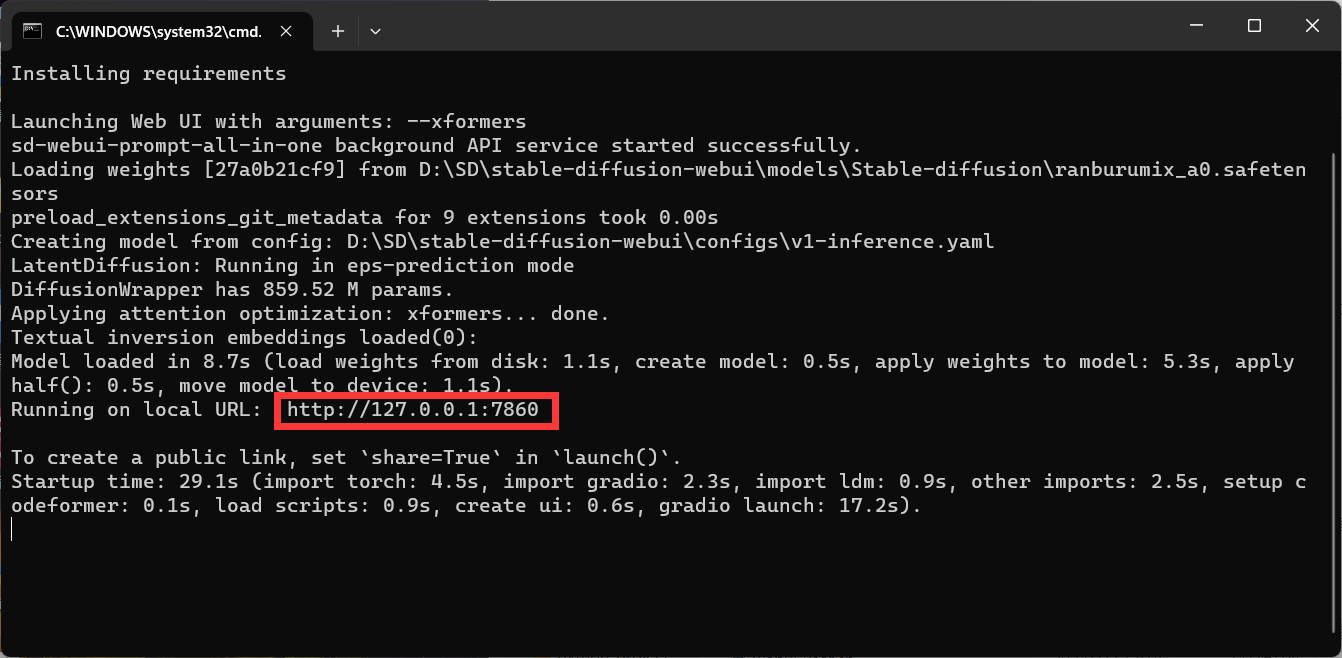 C:\WINDOWS\system32\cmd.
Installing requirements
Launching Web UI with arguments: --xformers
sd-webui-prompt-all-in-one background API service started successfully.
Loading weights [27a0b21cf9] from D:\SD\stable-diffusion-webui\models\Stable-diffusion\ranburumix_a0.safeten
sors
preload_extensions_git_metadata for 9 extensions took 0.00s
Creating model from config: D:\SD\stable-diffusion-webui\configs\v1-inference.yaml
LatentDiffusion: Running in eps-prediction mode
DiffusionWrapper has 859.52 M params.
Applying attention optimization: xformers... done.
Textual inversion embeddings loaded(0):
Model loaded in 8.7s (load weights from disk: 1.1s, create model: 0.5s, apply weights to model: 5.3s, apply
half(): 0.5s, move model to device: 1.1s).
Running on local URL:  http://127.0.0.1:7860
To create a public link, set `share=True` in `launch()`.
Startup time: 29.1s (import torch: 4.5s, import gradio: 2.3s, import ldm: 0.9s, other imports: 2.5s, setup c
odeformer: 0.1s, load scripts: 0.9s, create ui: 0.6s, gradio launch: 17.2s).